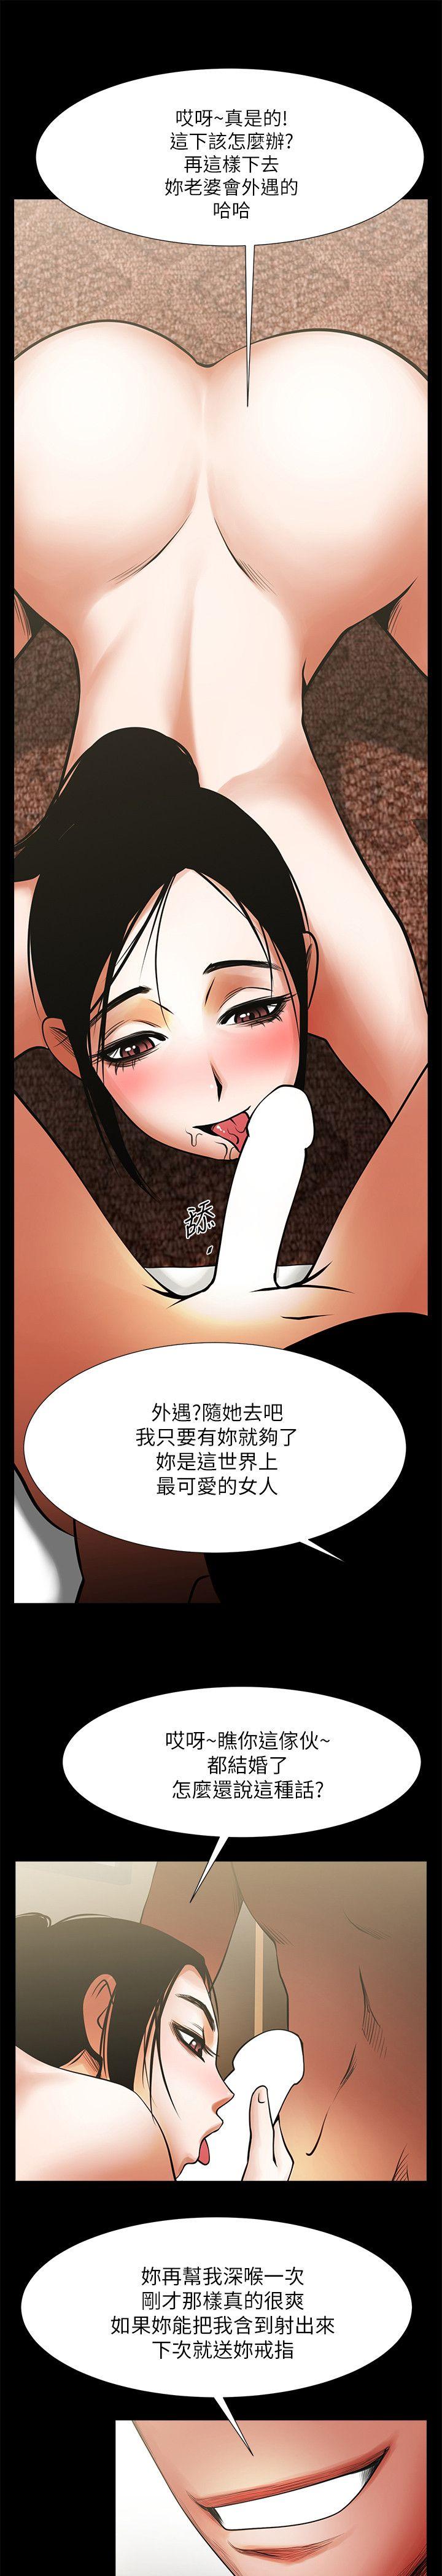 哎呀~真是的!
這下該怎麼辦?
再這樣下去
妳老婆會外遇的
哈哈
舔
外遇?隨她去吧
我只要有妳就夠了
妳是這世界上
最可愛的女人
哎呀~瞧你這傢伙~
都結婚了
怎麼還說這種話?
妳再幫我深喉一次
剛才那樣真的很爽
如果妳能把我含到射出來
下次就送妳戒指